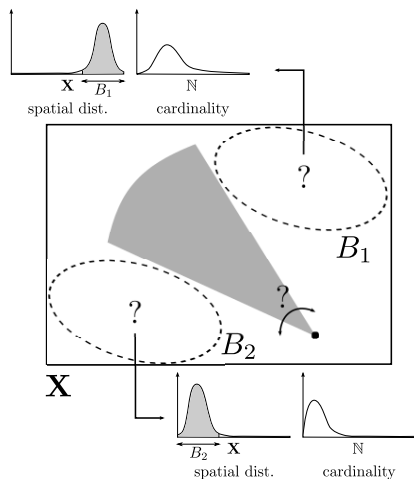 X ℕ
B₁
spatial dist. cardinality
?
B₁
?
?
B₂
X
B₂ X ℕ
spatial dist. cardinality